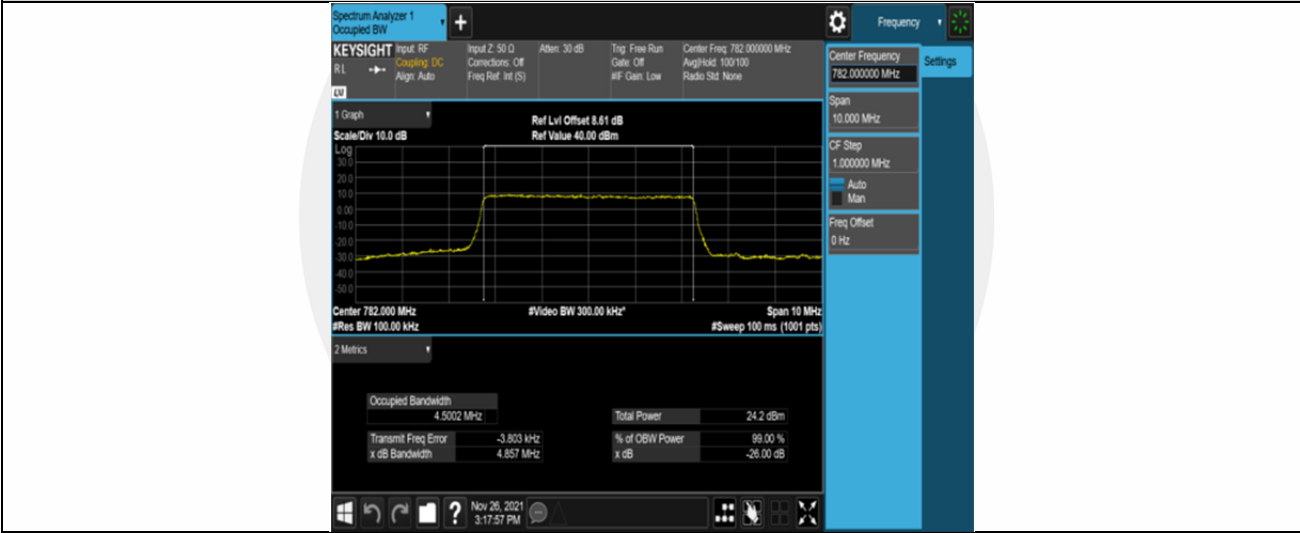 Spectrum Analyzer 1
Occupied BW
Frequency
KEYSIGHT
Input: RF
Coupling: DC
Align: Auto
Input Z: 50 Ω
Corrections: Off
Freq Ref: Int (S)
Atten: 30 dB
Trig: Free Run
Gate: Off
#IF Gain: Low
Center Freq: 782.000000 MHz
Avg|Hold: 100/100
Radio Std: None
R L
LXI
1 Graph
Scale/Div 10.0 dB
Ref Lvl Offset 8.61 dB
Ref Value 40.00 dBm
Log
30.0
20.0
10.0
0.00
-10.0
-20.0
-30.0
-40.0
-50.0
Center 782.000 MHz
#Video BW 300.00 kHz*
Span 10 MHz
#Res BW 100.00 kHz
#Sweep 100 ms (1001 pts)
2 Metrics
Occupied Bandwidth
4.5002 MHz
Total Power 24.2 dBm
Transmit Freq Error -3.803 kHz
% of OBW Power 99.00 %
x dB Bandwidth 4.857 MHz
x dB -26.00 dB
Nov 26, 2021
3:17:57 PM
Center Frequency
782.000000 MHz
Settings
Span
10.000 MHz
CF Step
1.000000 MHz
Auto
Man
Freq Offset
0 Hz